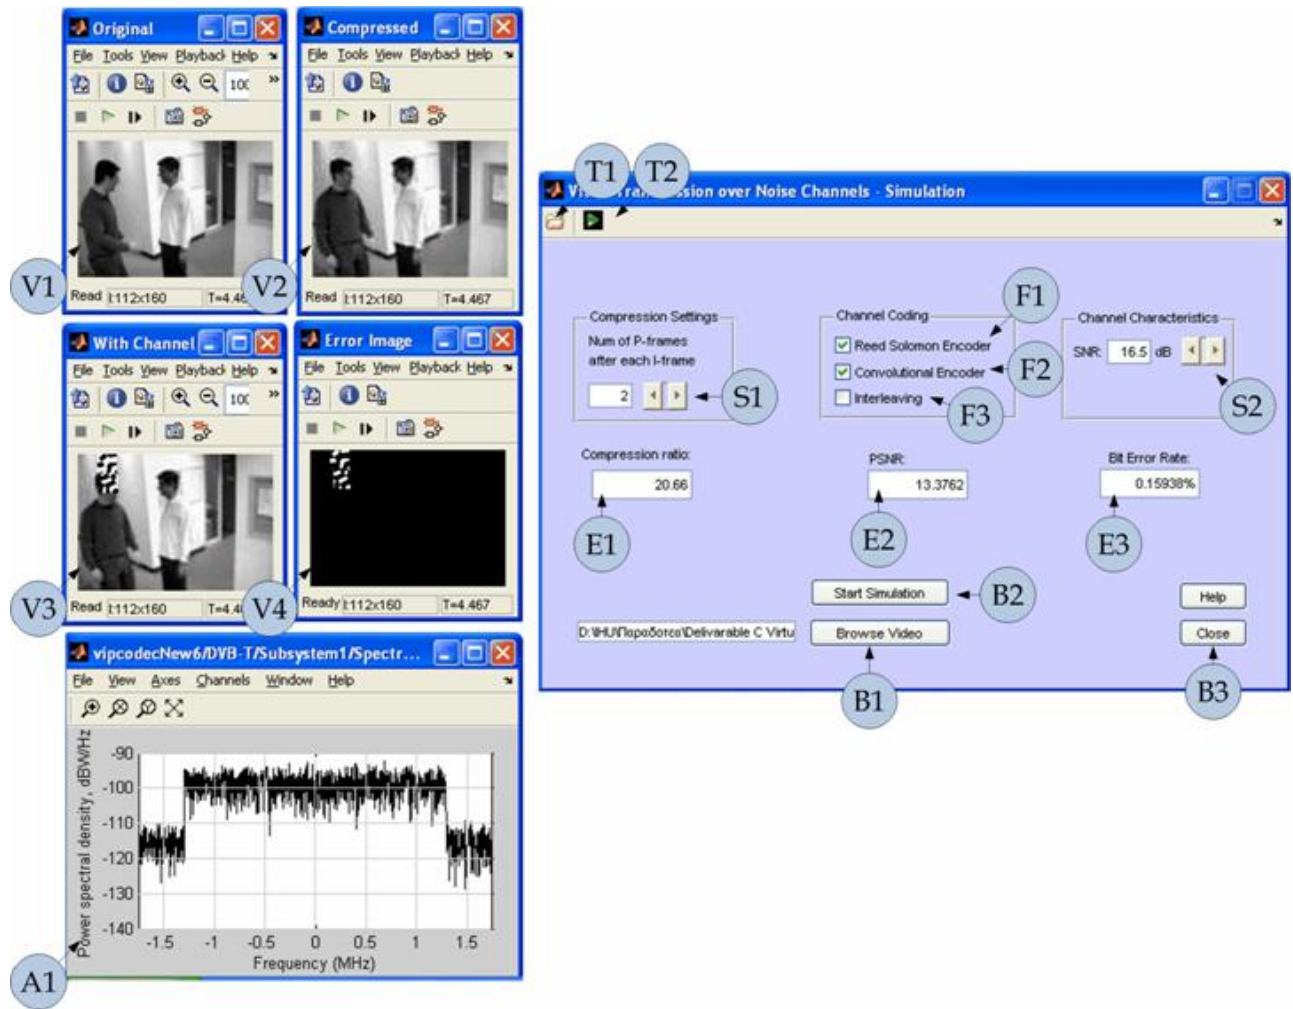 Original
File Tools View Playback Help
100
Read I:112x160 T=4.467
V1
Compressed
File Tools View Playback Help
Read I:112x160 T=4.467
V2
With Channel
File Tools View Playback Help
100
Read I:112x160
V3
Error Image
File Tools View Playback Help
Ready I:112x160 T=4.467
V4
vipcodecNew6/DVB-T/Subsystem1/Spectr...
File View Axes Channels Window Help
Power spectral density, dBW/Hz
-90
-100
-110
-120
-130
-140
-1.5 -1 -0.5 0 0.5 1 1.5
Frequency (MHz)
A1
T1 T2
over Noise Channels - Simulation
Compression Settings
Num of P-frames
after each I-frame
2
S1
Channel Coding
Reed Solomon Encoder
Convolutional Encoder
Interleaving
F1
F2
F3
Channel Characteristics
SNR: 16.5 dB
S2
Compression ratio:
20.66
E1
PSNR:
13.3762
E2
Bit Error Rate:
0.15938%
E3
Start Simulation
B2
Help
D:\IHU\Παραδοτεα\Delivarable C Virtu
Browse Video
Close
B1
B3